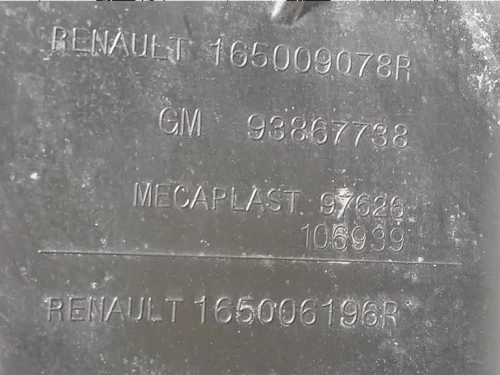 RENAULT 165009078R
GM 93867738
MECAPLAST 97626
106939
RENAULT 165006196R